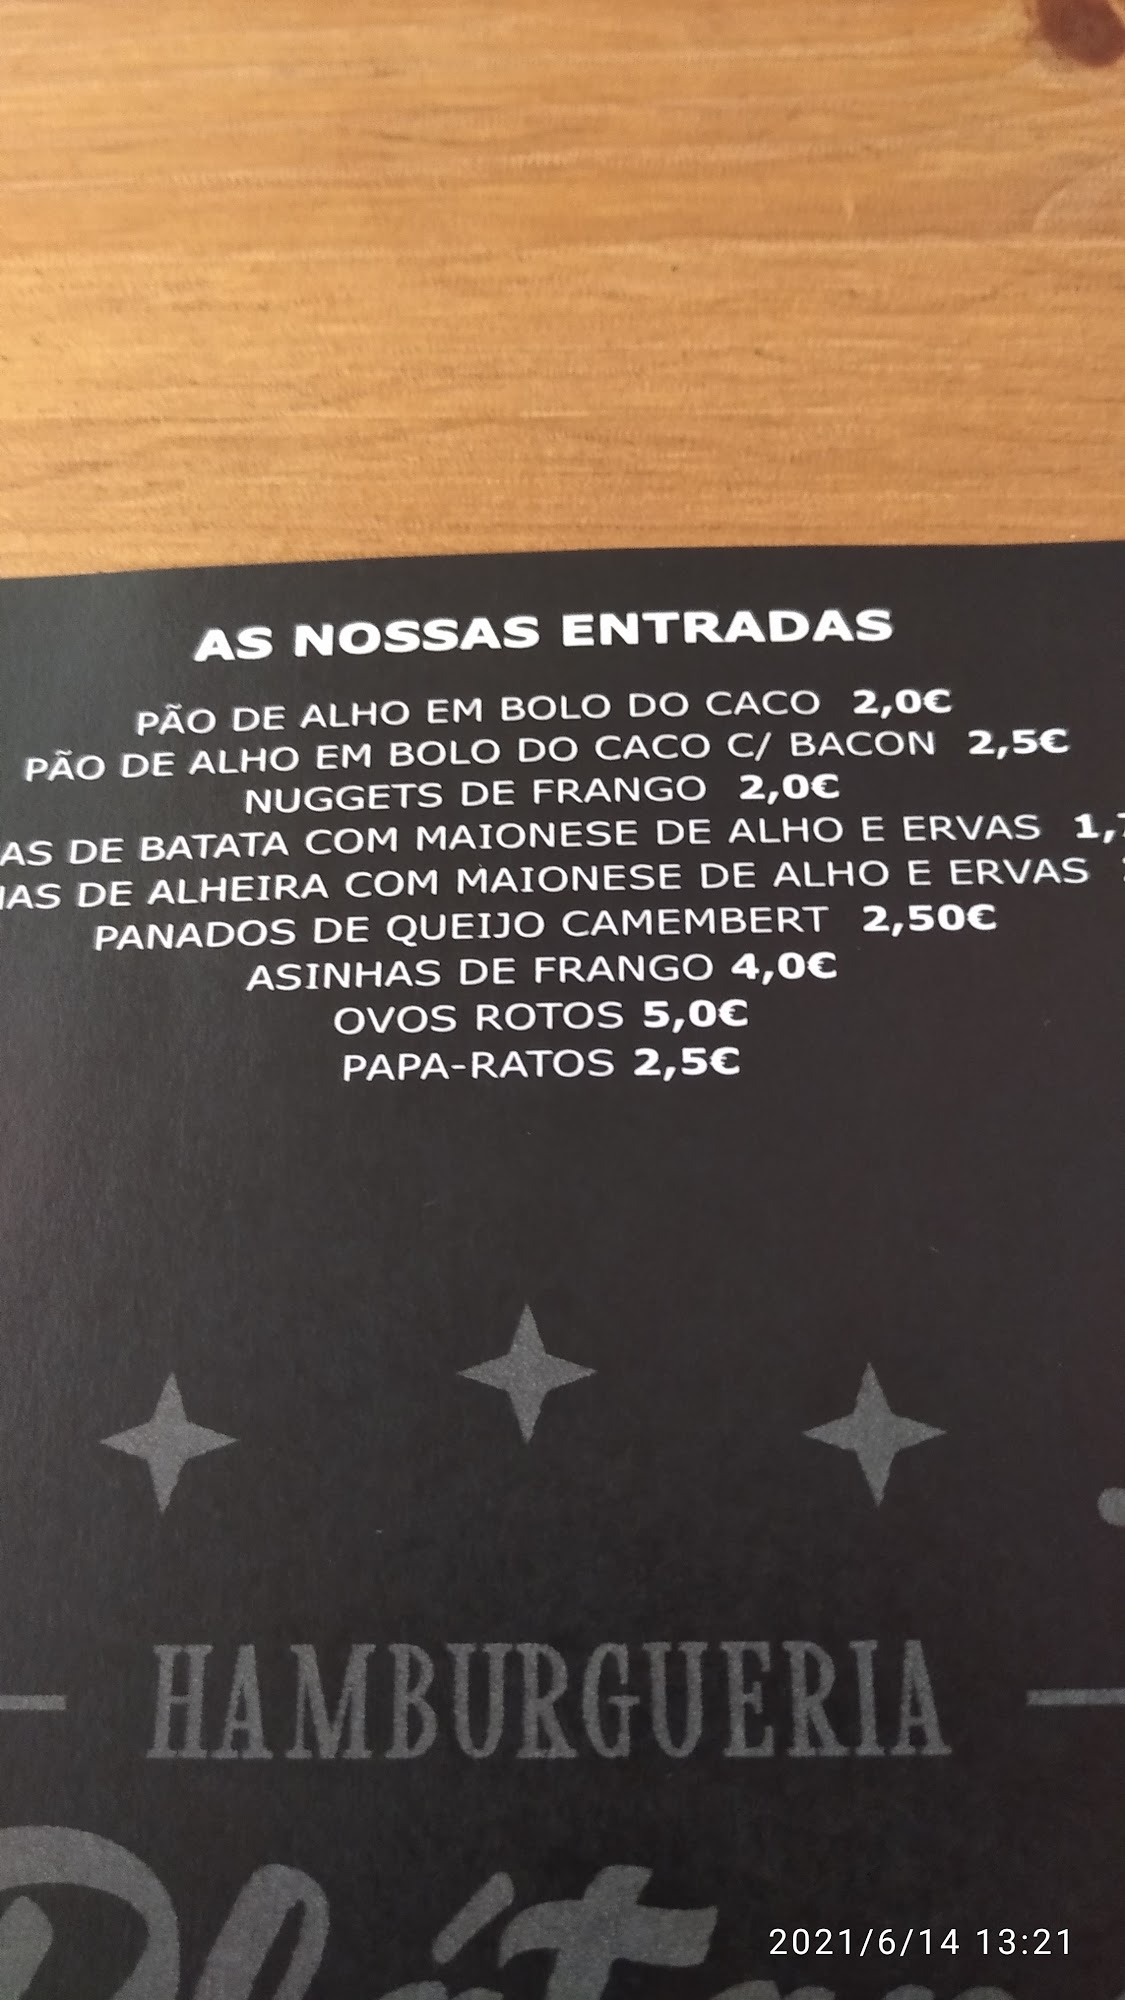 AS NOSSAS ENTRADAS
PÃO DE ALHO EM BOLO DO CACO 2,0€
PÃO DE ALHO EM BOLO DO CACO C/ BACON 2,5€
NUGGETS DE FRANGO 2,0€
DE BATATA COM MAIONESE DE ALHO E ERVAS
DE ALHEIRA COM MAIONESE DE ALHO E ERVAS
PANADOS DE QUEIJO CAMEMBERT 2,50€
ASINHAS DE FRANGO 4,0€
OVOS ROTOS 5,0€
PAPA-RATOS 2,5€
HAMBURGUERIA
2021/6/14 13:21